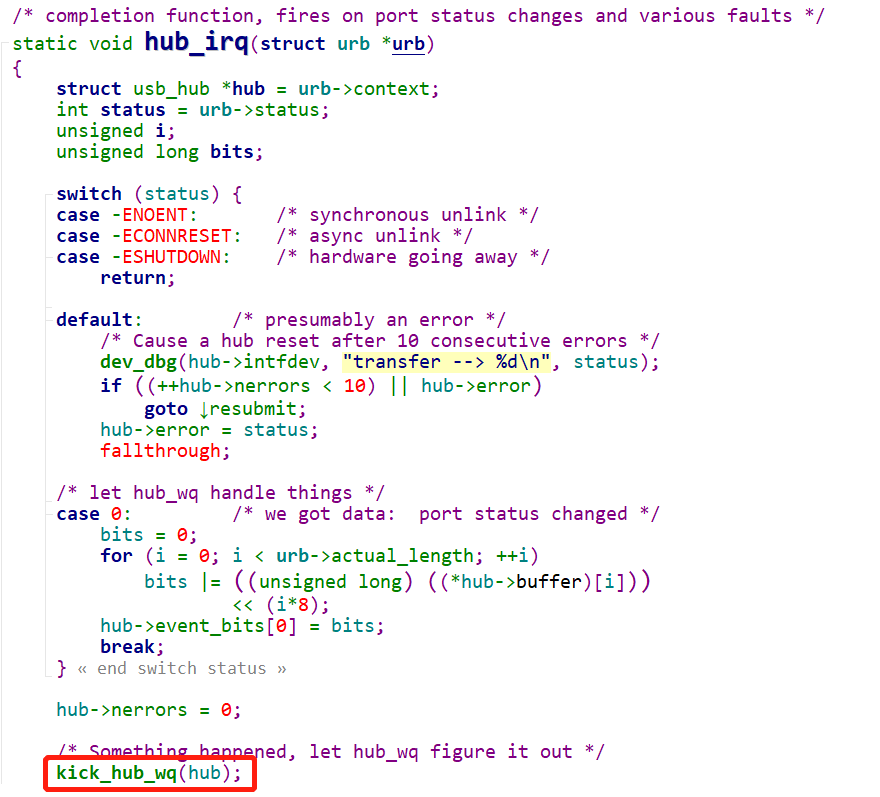 /* completion function, fires on port status changes and various faults */
static void hub_irq(struct urb *urb)
{
    struct usb_hub *hub = urb->context;
    int status = urb->status;
    unsigned i;
    unsigned long bits;

    switch (status) {
    case -ENOENT:       /* synchronous unlink */
    case -ECONNRESET:   /* async unlink */
    case -ESHUTDOWN:    /* hardware going away */
        return;

    default:        /* presumably an error */
        /* Cause a hub reset after 10 consecutive errors */
        dev_dbg(hub->intfdev, "transfer --> %d\n", status);
        if ((++hub->nerrors < 10) || hub->error)
            goto ↓resubmit;
        hub->error = status;
        fallthrough;

    /* let hub_wq handle things */
    case 0:         /* we got data:  port status changed */
        bits = 0;
        for (i = 0; i < urb->actual_length; ++i)
            bits |= ((unsigned long) ((*hub->buffer)[i]))
                    << (i*8);
        hub->event_bits[0] = bits;
        break;
    } « end switch status »

    hub->nerrors = 0;

    /* Something happened, let hub_wq figure it out */
    kick_hub_wq(hub);